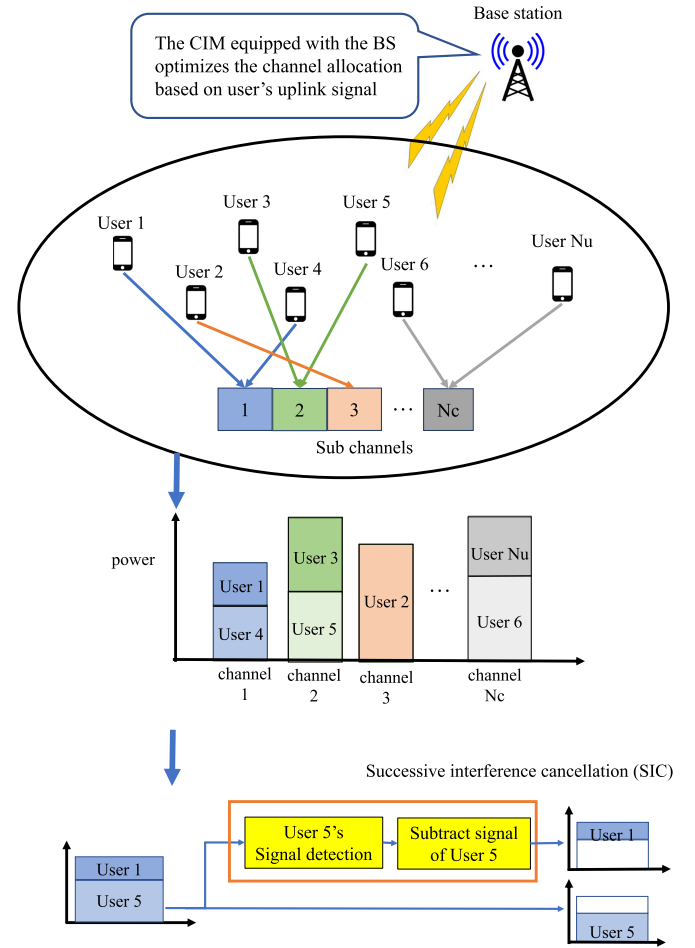 Base station
The CIM equipped with the BS
optimizes the channel allocation
based on user's uplink signal
User 1
User 3
User 5
User 2
User 4
User 6
...
User Nu
1
2
3
...
Nc
Sub channels
power
User 1
User 4
User 3
User 5
User 2
...
User Nu
User 6
channel
1
channel
2
channel
3
channel
Nc
Successive interference cancellation (SIC)
User 1
User 5
User 5's
Signal detection
Subtract signal
of User 5
User 1
User 5